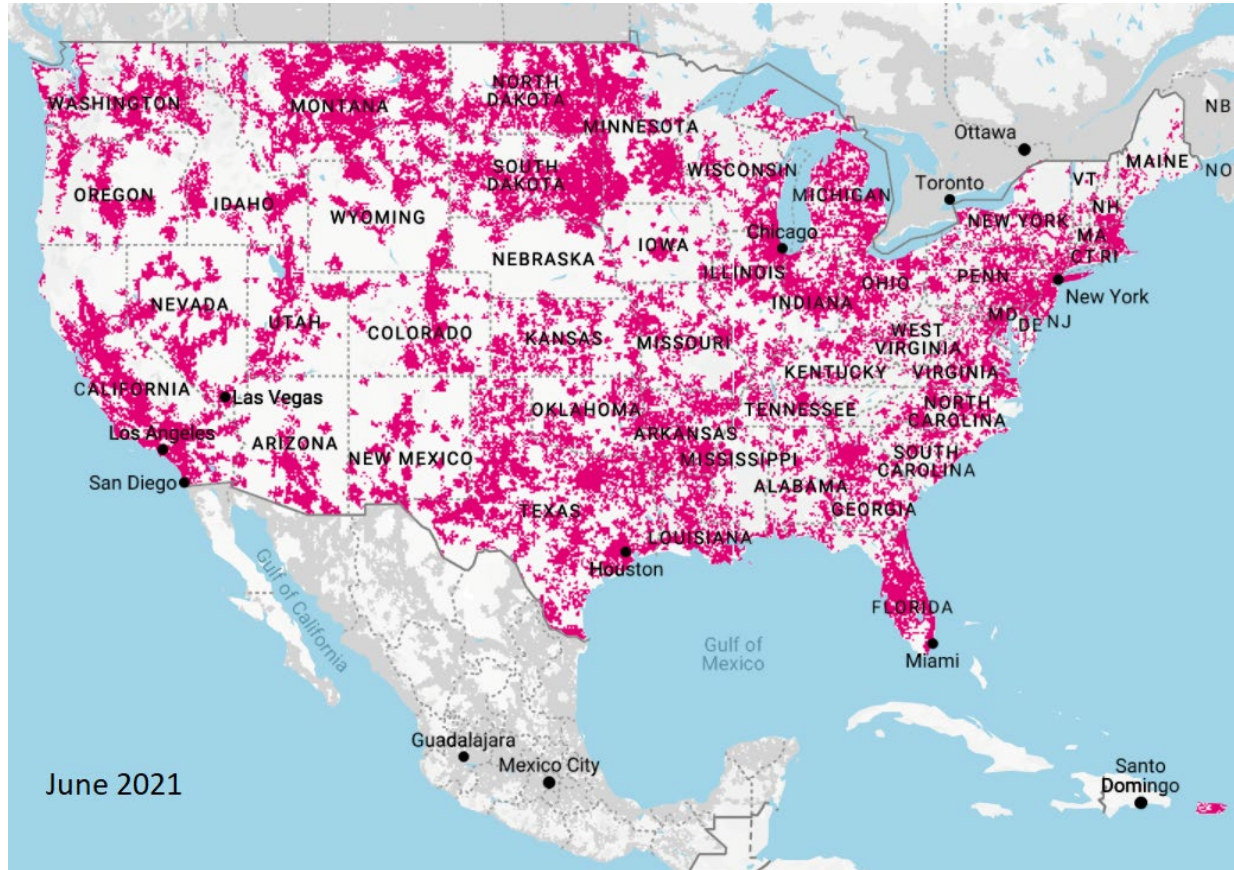 NORTH
DAKOTA
WASHINGTON
MONTANA
MINNESOTA
Ottawa
NB
MAINE
NO
SOUTH
DAKOTA
WISCONSIN
VT
OREGON
IDAHO
WYOMING
MICHIGAN
Toronto
NEW YORK
NH
MA
Chicago
IOWA
NEBRASKA
CT
RI
ILLINOIS
OHIO
PENN
NEVADA
INDIANA
New York
UTAH
COLORADO
KANSAS
MISSOURI
WEST
VIRGINIA
MD
DE
NJ
KENTUCKY
VIRGINIA
CALIFORNIA
Las Vegas
OKLAHOMA
TENNESSEE
NORTH
CAROLINA
Los Angeles
ARIZONA
NEW MEXICO
ARKANSAS
MISSISSIPPI
SOUTH
CAROLINA
San Diego
ALABAMA
TEXAS
GEORGIA
LOUISIANA
Houston
Gulf of California
FLORIDA
Gulf of
Mexico
Miami
Guadalajara
Mexico City
Santo
Domingo
June 2021